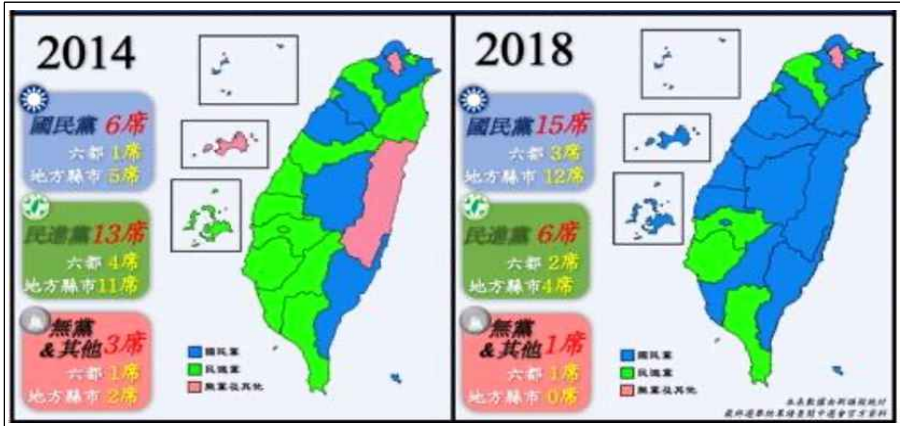 2014
國民黨 6席
六都 1席
地方縣市 5席
民進黨 13席
六都 4席
地方縣市 11席
無黨
&其他 3席
六都 1席
地方縣市 2席
國民黨
民進黨
無黨及其他
2018
國民黨 15席
六都 3席
地方縣市 12席
民進黨 6席
六都 2席
地方縣市 4席
無黨
&其他 1席
六都 1席
地方縣市 0席
國民黨
民進黨
無黨及其他